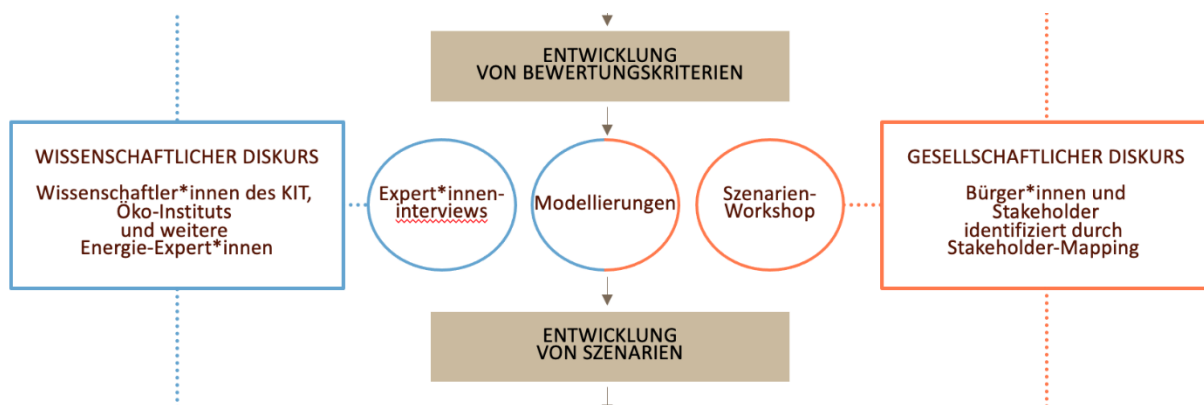 ENTWICKLUNG
VON BEWERTUNGSKRITERIEN
WISSENSCHAFTLICHER DISKURS
Wissenschaftler*innen des KIT,
Öko-Instituts
und weitere
Energie-Expert*innen
Expert*innen-
interviews
Modellierungen
Szenarien-
Workshop
GESELLSCHAFTLICHER DISKURS
Bürger*innen und
Stakeholder
identifiziert durch
Stakeholder-Mapping
ENTWICKLUNG
VON SZENARIEN